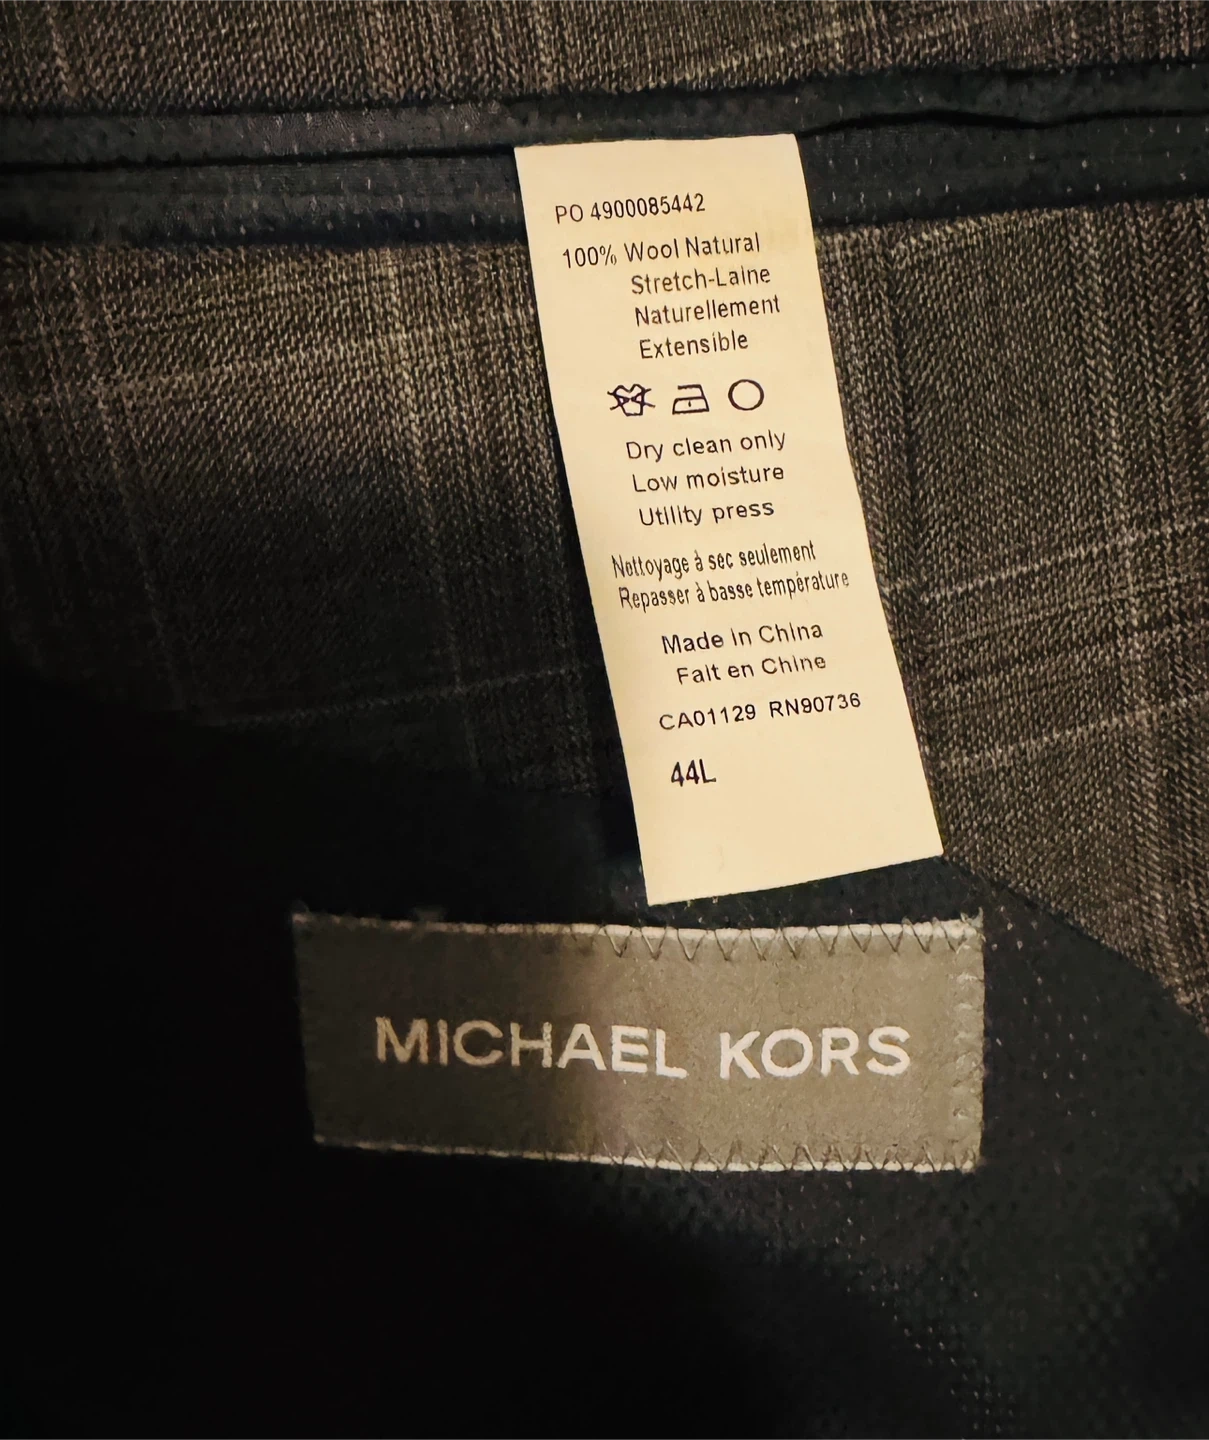 PO 4900085442
100% Wool Natural
Stretch-Laine
Naturellement
Extensible
Dry clean only
Low moisture
Utility press
Nettoyage à sec seulement
Repasser à basse température
Made in China
Fait en Chine
CA01129 RN90736
44L
MICHAEL KORS